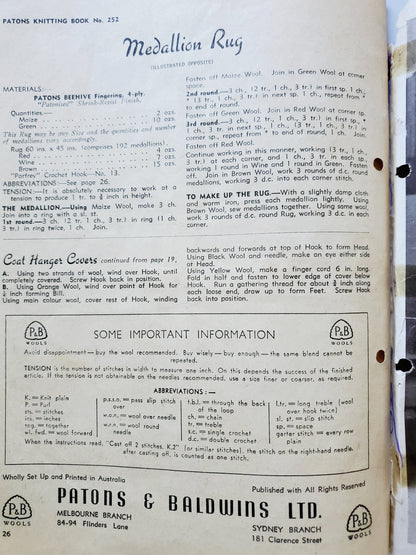 PATONS KNITTING BOOK No. 252
Medallion Rug
(ILLUSTRATED OPPOSITE)
MATERIALS:—
PATONS BEEHIVE Fingering, 4-ply.
"Patonised" Shrink-Resist Finish.
Quantities— 2 ozs.
Maize 10 ozs.
Green
This Rug may be any Size and the quantities and number
of medallions vary accordingly.
Rug 60 ins. x 45 ins. (comprises 192 medallions).
Red 7 ozs.
Wine 9 ozs.
Brown 15 ozs.
"Porfrey" Crochet Hook—No. 13.
ABBREVIATIONS—See page 26.
TENSION—It is absolutely necessary to work at a
tension to produce 1 tr. to ⅜ inch in height.
THE MEDALLION.—Using Maize Wool, make 3 ch.
Join into a ring with a sl. st.
1st round.—3 ch, 12 tr., 1 ch, 3 tr. in ring (1 ch.
3 tr.) in ring twice, 1 ch. Join.
Fasten off Maize Wool. Join in Green Wool at corner
space.
2nd round.—3 ch., 12 tr., 1 ch., 3 tr.) in first sp. 1 ch.,
* (3 tr., 1 ch., 3 tr.) in next sp. 1 ch., repeat from *
to end of round.
Fasten off Green Wool. Join in Red Wool at corner sp.
3rd round.—3 ch., (2 tr., 1 ch., 3 tr.) in first sp., *
1 ch., 3 tr. in next sp., 1 ch., (3 tr., 1 ch., 3 tr.) in
corner sp., repeat from * to end of round, 1 ch. Join.
Fasten off Red Wool.
Continue working in this manner, working (3 tr., 1 ch.,
3 tr.) at each corner, and 1 ch., 3 tr. in each sp.,
working 1 round in Wine and 1 round in Green. Fasten
off. Join in Brown Wool, work 3 rounds of d.c. round
medallions, working 3 d.c. into each corner stitch.
TO MAKE UP THE RUG.—With a slightly damp cloth
and warm iron, press each medallion lightly. Using
Brown Wool, sew medallions together. Using same wool,
work 3 rounds of d.c. round Rug, working 3 d.c. in each
corner.
Coat Hanger Covers continued from page 19.
A. Using two strands of wool, wind over Hook, until
completely covered. Screw Hook back in position.
B. Using Orange Wool, wind over point of Hook for
¾ inch forming Bill.
Using main colour wool, cover rest of Hook, winding
backwards and forwards at top of Hook to form Head.
Using Black Wool and needle, make an eye either side
of Head.
Using Yellow Wool, make a finger cord 6 in. long.
Fold in half and fasten to lower edge of cover below
Hook. Run a gathering thread for about ¾ inch along
each loose end, draw up to form Feet. Screw Hook
back into position.
P&B
WOOLS
SOME IMPORTANT INFORMATION
P&B
WOOLS
Avoid disappointment — buy the wool recommended. Buy wisely — buy enough — the same blend cannot be
repeated.
TENSION is the number of stitches in width to measure one inch. On this depends the success of the finished
article. If the tension is not obtainable on the needles recommended, use a size finer or coarser, as required.
ABBREVIATIONS :—
K. = Knit plain
P. = Purl
sts. = stitches
ins. = inches
tog. = together
wl. fwd. = wool forward
p.s.s.o. = pass slip stitch
over
w.o.n. = wool over needle
w.r.n. = wool round
needle
t.b.l. = through the back
of the loop
ch. = chain
tr. = treble
s.c. = single crochet
d.c. = double crochet
l.tr. = long treble (wool
over hook twice)
sl. st. = slip stitch
sp. = space
garter stitch = every row
plain
When the instructions read, "Cast off 2 stitches, K.2" (or similar stitches), the stitch on the right-hand needle,
after casting off, is counted as one stitch.
Wholly Set Up and Printed in Australia
Published with All Rights Reserved
P&B
WOOLS
PATONS & BALDWINS LTD.
MELBOURNE BRANCH
84-94 Flinders Lane
SYDNEY BRANCH
181 Clarence Street
P&B
WOOLS
26